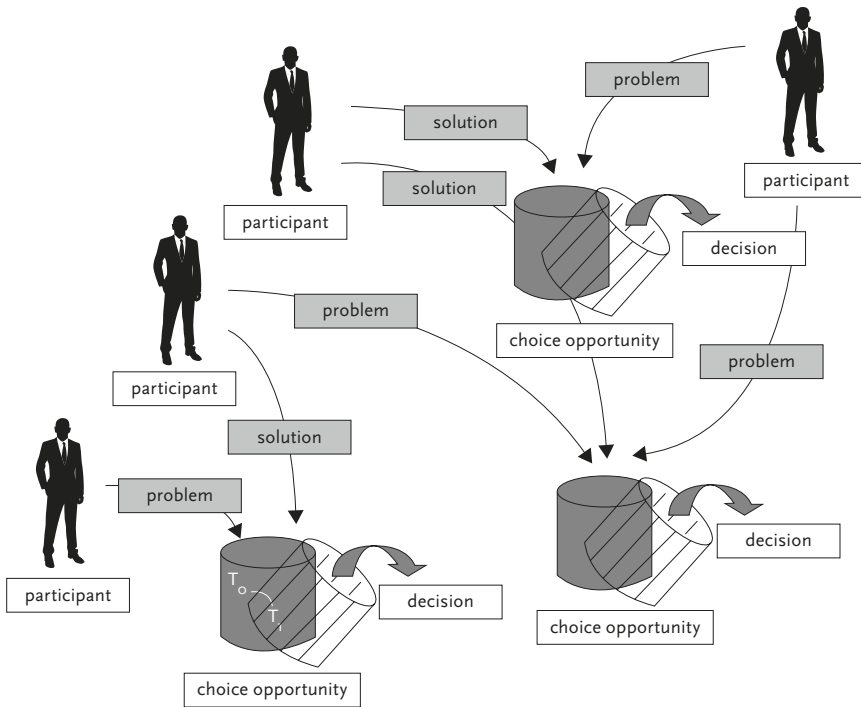 problem
solution
solution
participant
participant
decision
problem
choice opportunity
problem
participant
solution
problem
decision
T0
T1
decision
participant
choice opportunity
choice opportunity